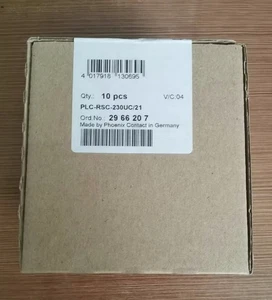 4 017918 130695
Qty.: 10 pcs V/C.04
PLC-RSC-230UC/21
Ord.No.: 29 66 20 7
Made by Phoenix Contact in Germany